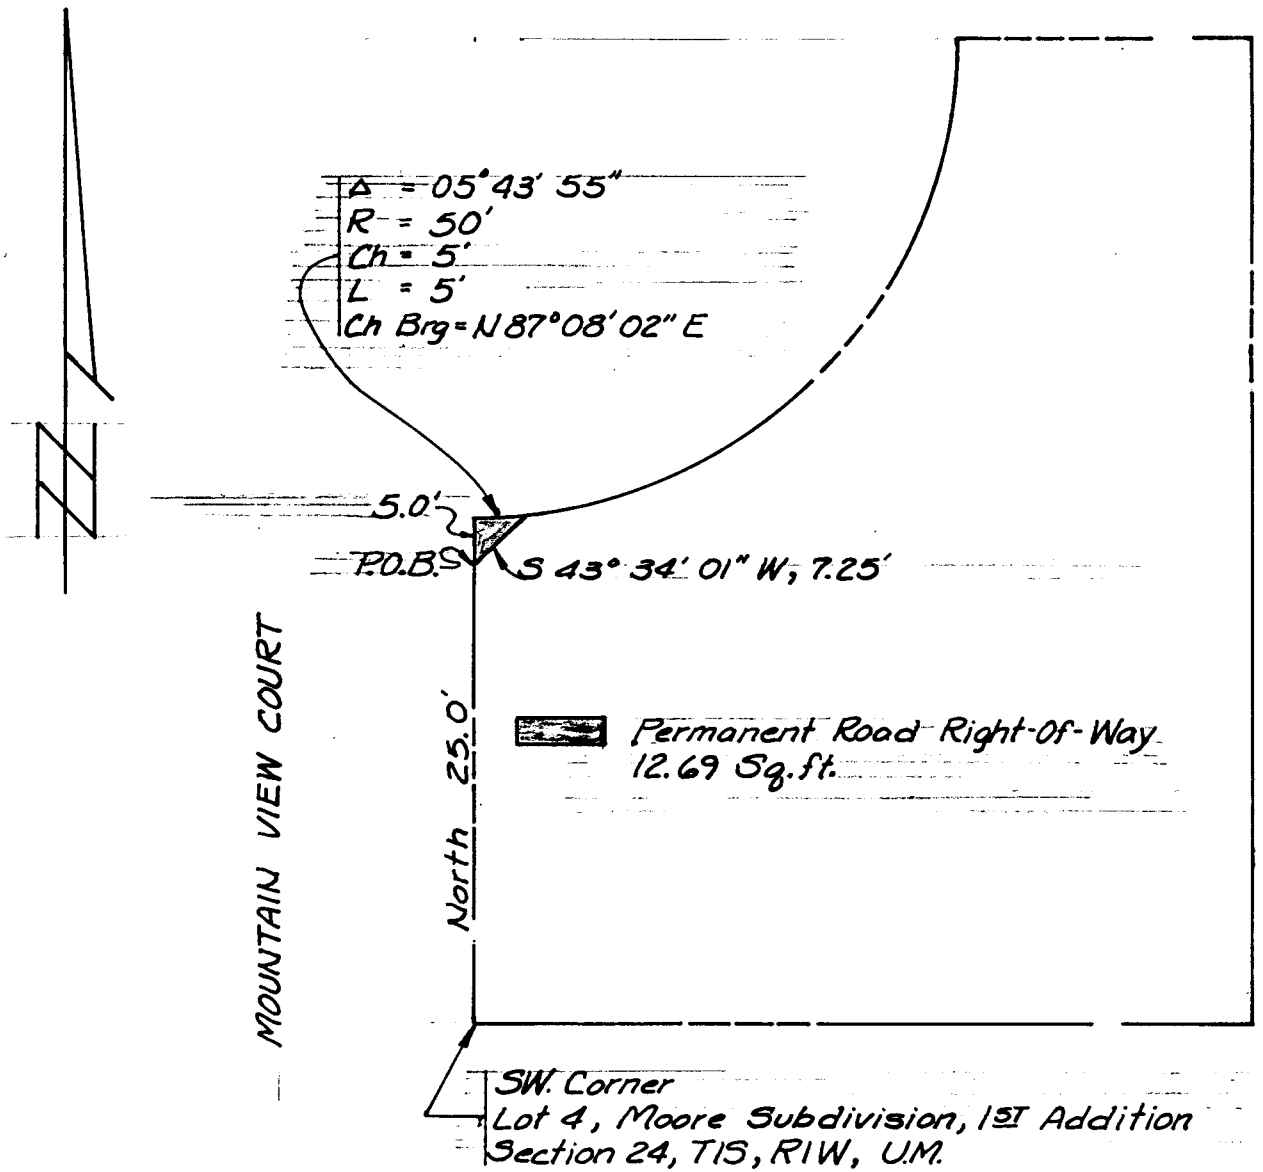 Δ = 05°43' 55"
R = 50'
Ch = 5'
L = 5'
Ch Brg = N 87°08'02" E
5.0'
P.O.B.
S 43° 34' 01" W, 7.25'
MOUNTAIN VIEW COURT
North 25.0'
Permanent Road Right-Of-Way
12.69 Sq.ft.
SW. Corner
Lot 4, Moore Subdivision, 1ST Addition
Section 24, T1S, R1W, U.M.
N